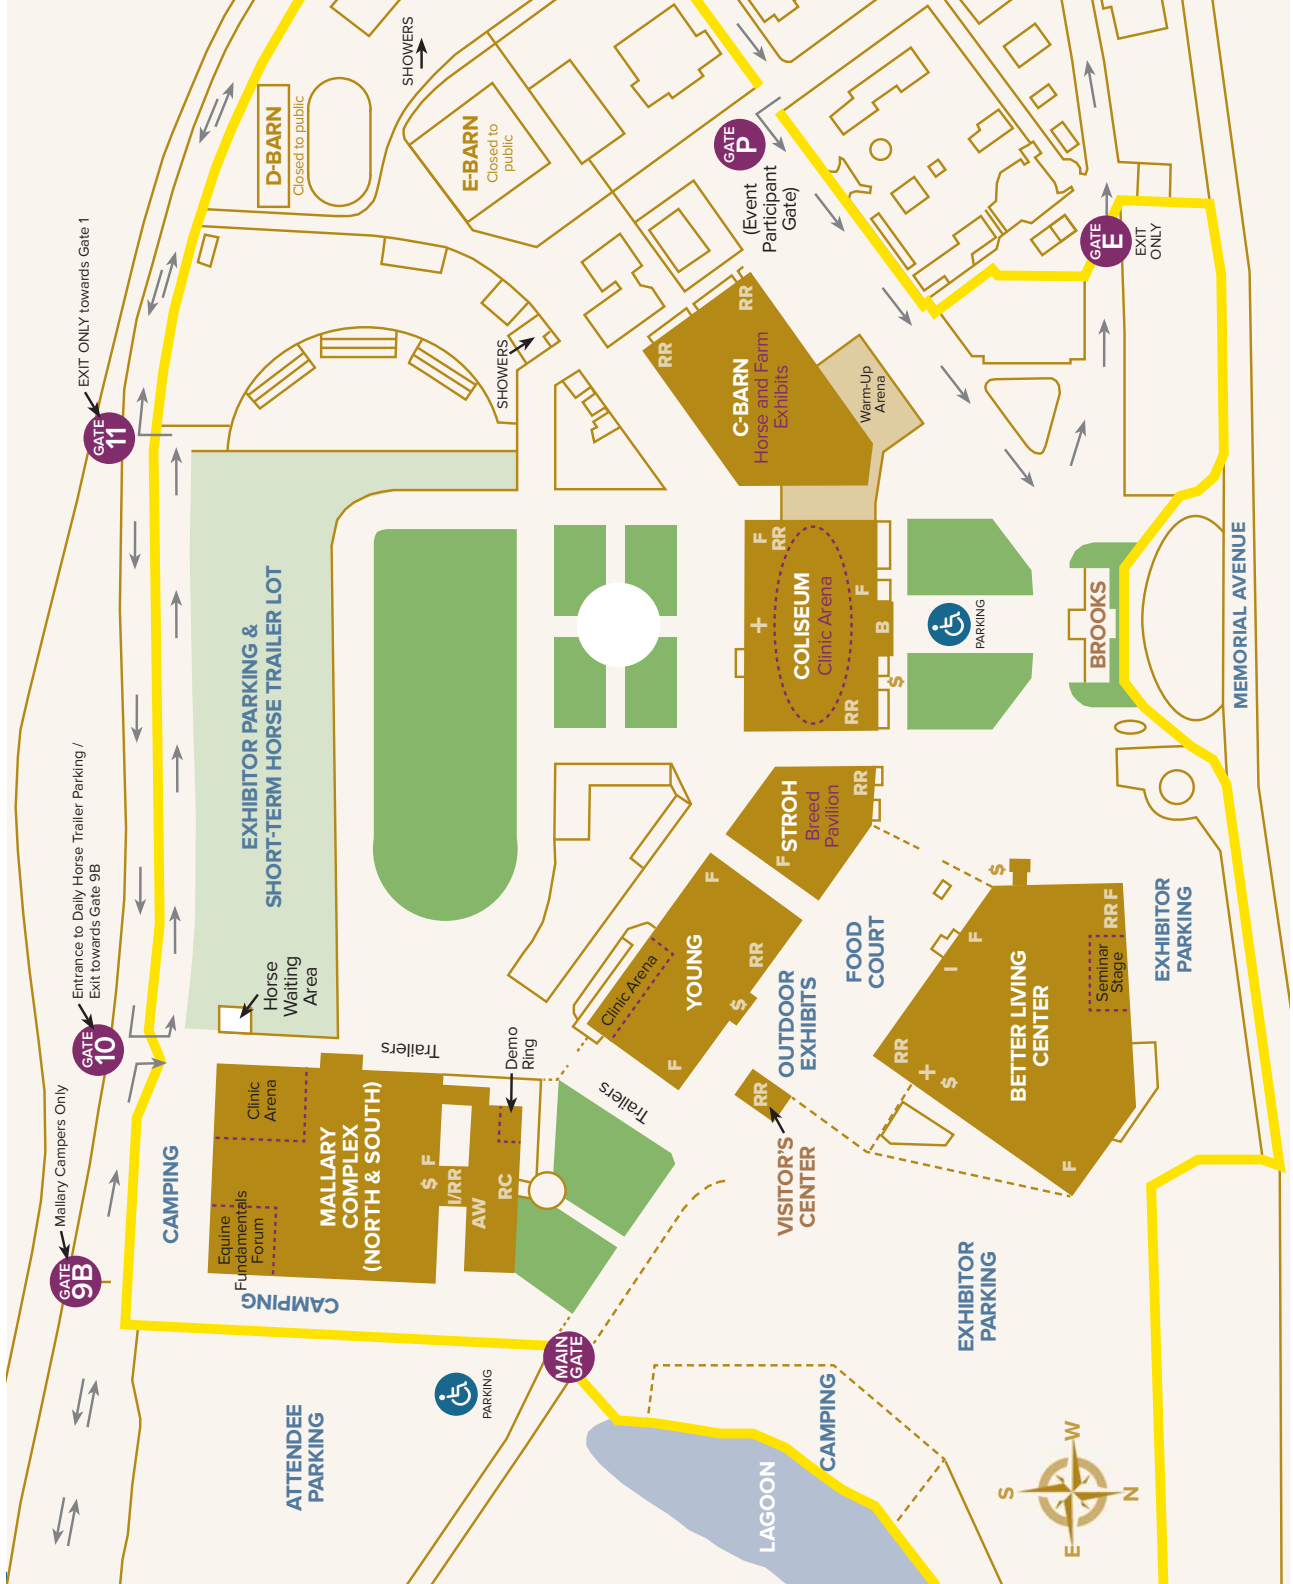 SHOWERS
D-BARN
Closed to public
E-BARN
Closed to
public
GATE
P
(Event
Participant
Gate)
GATE
E
EXIT
ONLY
EXIT ONLY towards Gate 1
GATE
11
SHOWERS
RR
RR
C-BARN
Horse and Farm
Exhibits
Warm-Up
Arena
EXHIBITOR PARKING &
SHORT-TERM HORSE TRAILER LOT
F
RR
+
COLISEUM
Clinic Arena
F
B
RR
$
PARKING
BROOKS
MEMORIAL AVENUE
Entrance to Daily Horse Trailer Parking /
Exit towards Gate 9B
GATE
10
Horse
Waiting
Area
STROH
Breed
Pavilion
RR
F
F
YOUNG
Clinic Arena
RR
$
F
FOOD
COURT
OUTDOOR
EXHIBITS
$
F
I
RR
+
$
BETTER LIVING
CENTER
Seminar
Stage
RR F
F
EXHIBITOR
PARKING
Mallary Campers Only
GATE
9B
CAMPING
Clinic
Arena
Equine
Fundamentals
Forum
MALLARY
COMPLEX
(NORTH & SOUTH)
$ F
I/RR
AW
RC
Trailers
Demo
Ring
Trailers
RR
VISITOR'S
CENTER
CAMPING
MAIN
GATE
PARKING
ATTENDEE
PARKING
EXHIBITOR
PARKING
CAMPING
LAGOON
S
W
N
E